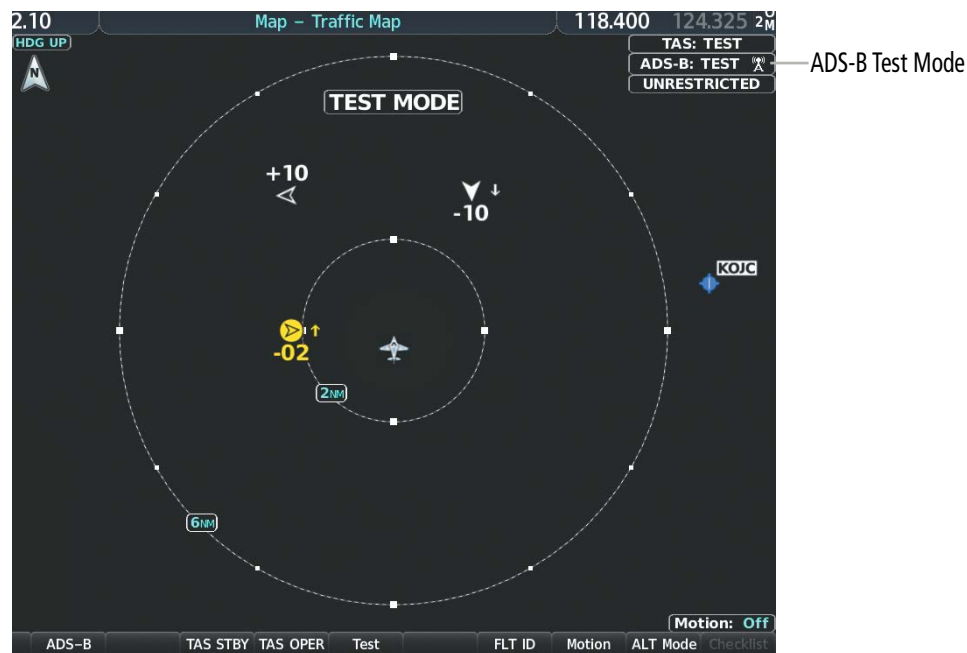 2.10 Map – Traffic Map 118.400 124.325 2 M
HDG UP
N
TAS: TEST
ADS-B: TEST
ADS-B Test Mode
UNRESTRICTED
TEST MODE
+10
-10
KOJC
-02
2NM
6NM
Motion: Off
ADS–B TAS STBY TAS OPER Test FLT ID Motion ALT Mode Checklist